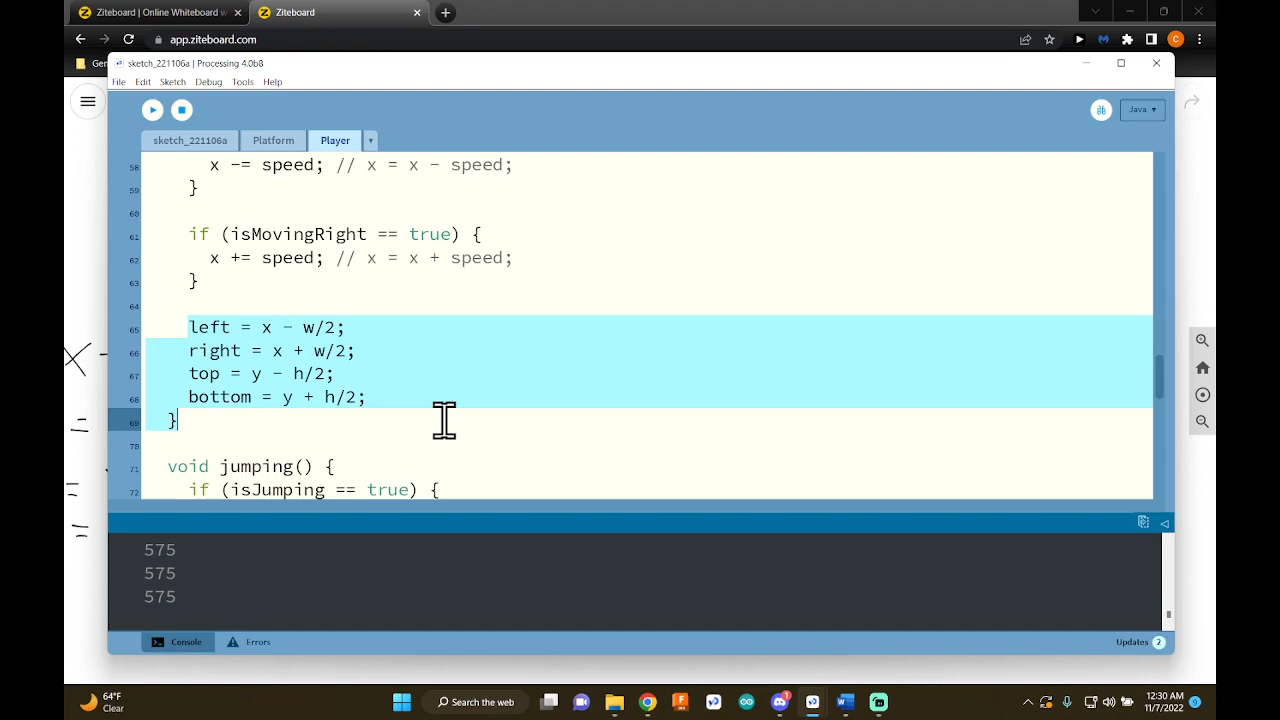 Ziteboard | Online Whiteboard w
Ziteboard
app.ziteboard.com
C
Gen
sketch_221106a | Processing 4.0b8
File Edit Sketch Debug Tools Help
Java
sketch_221106a Platform Player
58 x -= speed; // x = x - speed;
59 }
60
61 if (isMovingRight == true) {
62 x += speed; // x = x + speed;
63 }
64
65 left = x - w/2;
66 right = x + w/2;
67 top = y - h/2;
68 bottom = y + h/2;
69 }
70
71 void jumping() {
72 if (isJumping == true) {
X -
=
=
=
575
575
575
Console Errors
Updates 2
64°F
Clear
Search the web
1
12:30 AM
11/7/2022
9